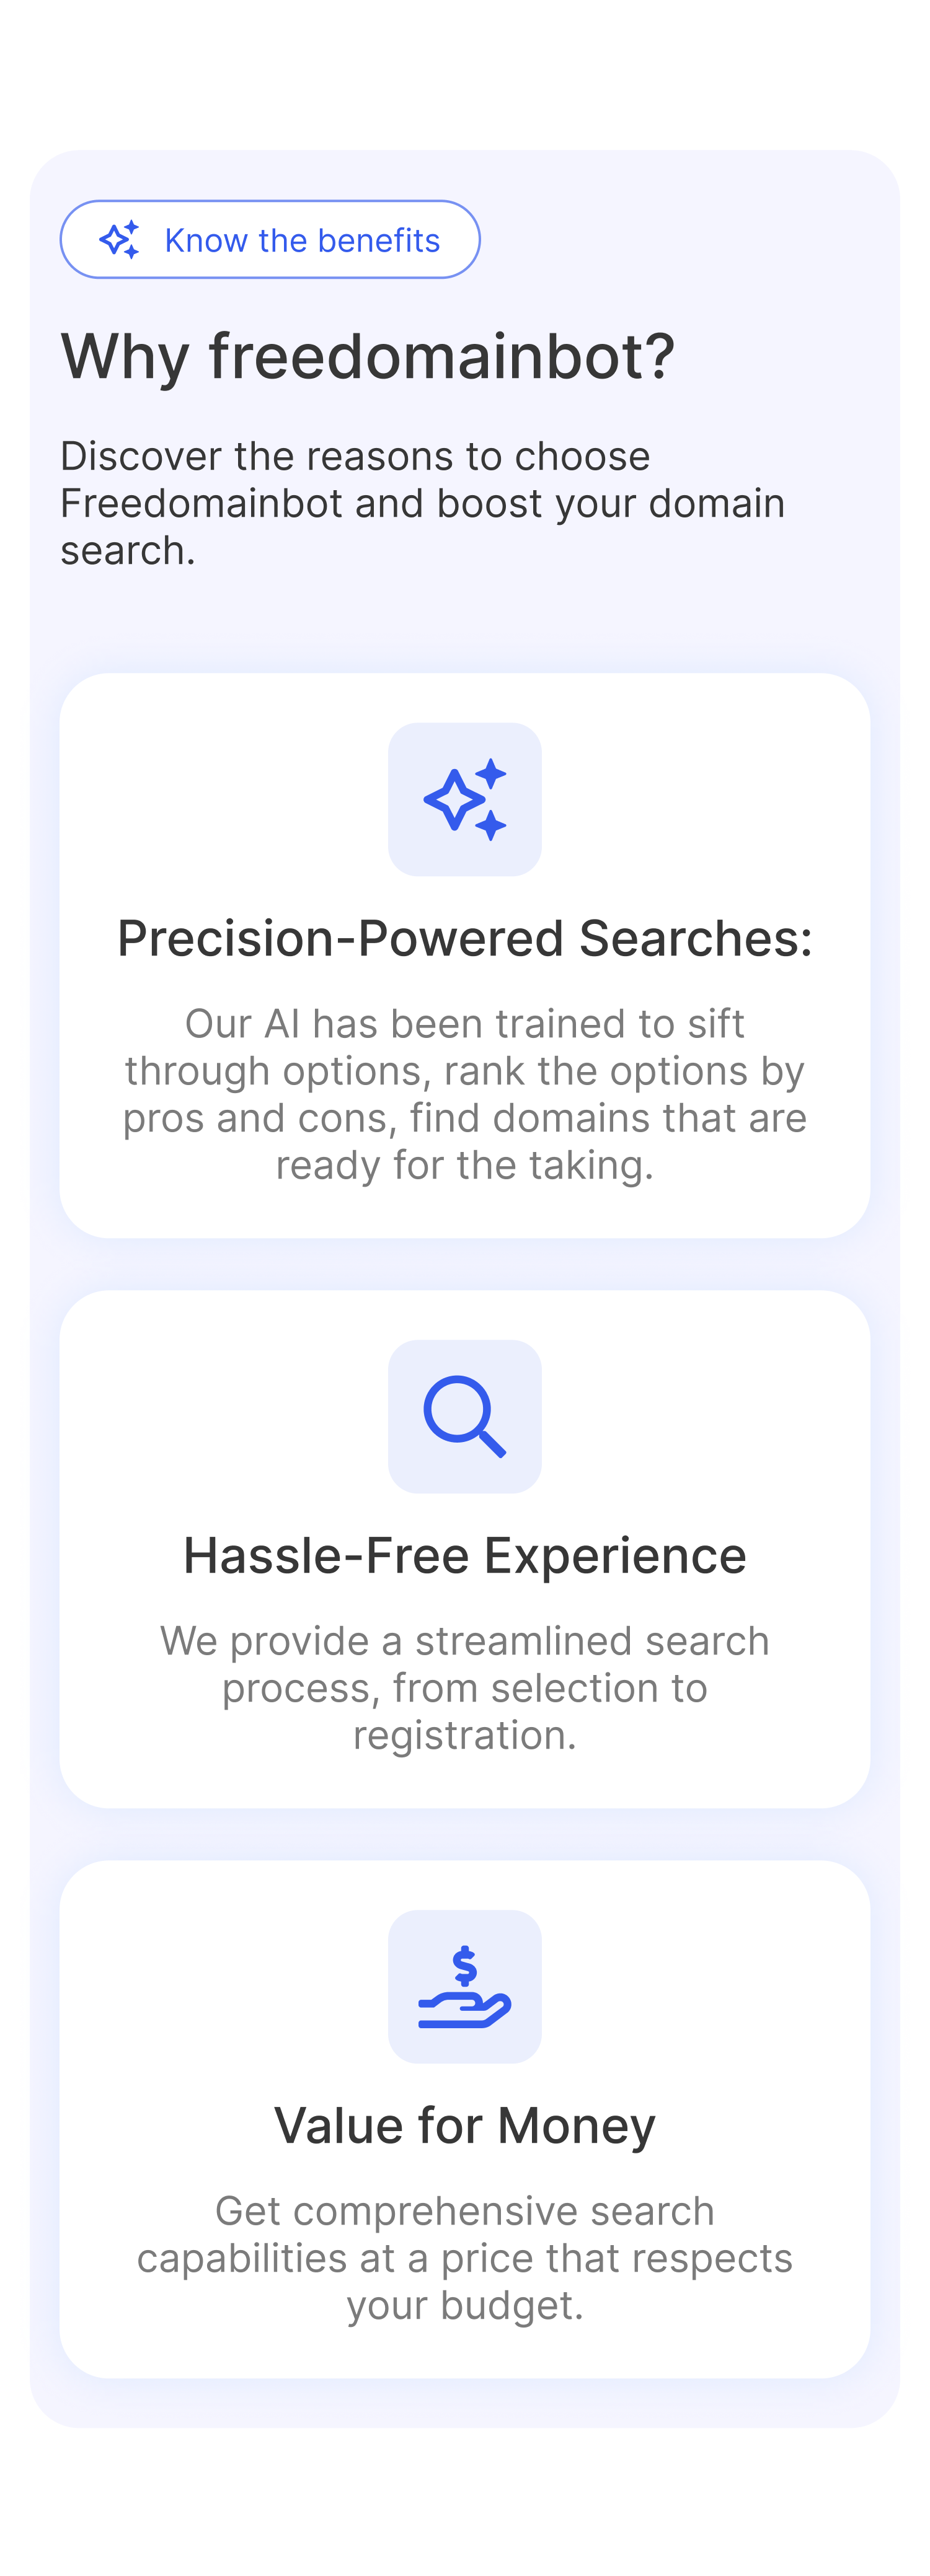 Know the benefits
Why freedomainbot?
Discover the reasons to choose
Freedomainbot and boost your domain
search.
Precision-Powered Searches:
Our AI has been trained to sift
through options, rank the options by
pros and cons, find domains that are
ready for the taking.
Hassle-Free Experience
We provide a streamlined search
process, from selection to
registration.
$
Value for Money
Get comprehensive search
capabilities at a price that respects
your budget.